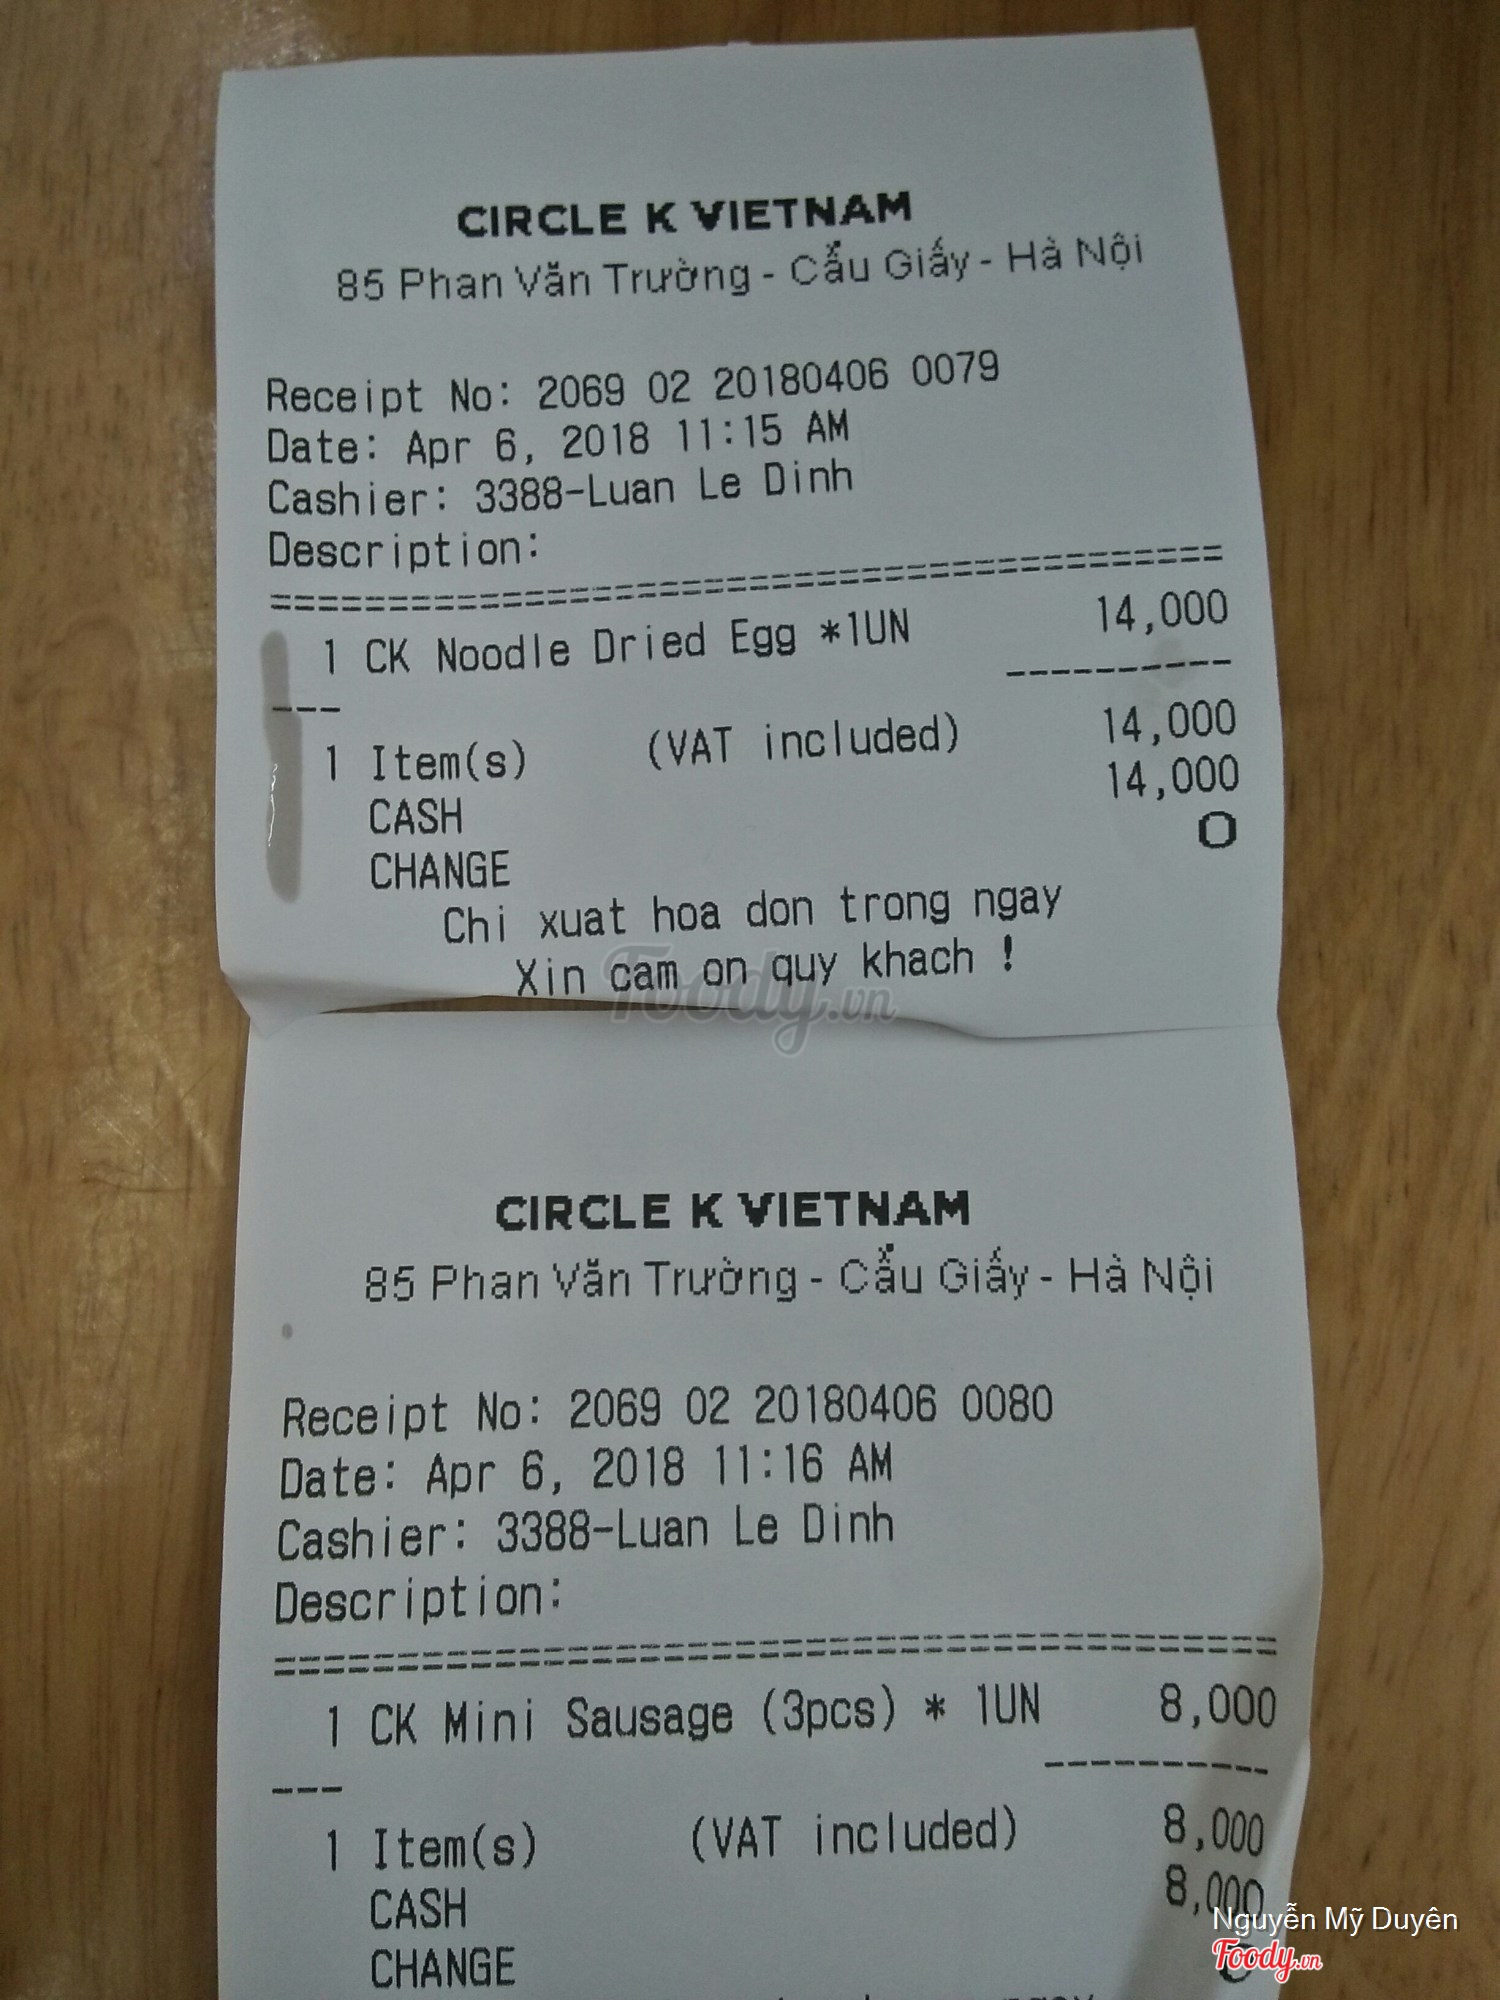 CIRCLE K VIETNAM
85 Phan Văn Trường - Cẩu Giấy - Hà Nội
Receipt No: 2069 02 20180406 0079
Date: Apr 6, 2018 11:15 AM
Cashier: 3388-Luan Le Dinh
Description:
========================================
1 CK Noodle Dried Egg *1UN 14,000
----------
---
1 Item(s) (VAT included) 14,000
CASH 14,000
CHANGE 0
Chi xuat hoa don trong ngay
Xin cam on quy khach !
Foody.vn
CIRCLE K VIETNAM
85 Phan Văn Trường - Cẩu Giấy - Hà Nội
Receipt No: 2069 02 20180406 0080
Date: Apr 6, 2018 11:16 AM
Cashier: 3388-Luan Le Dinh
Description:
========================================
1 CK Mini Sausage (3pcs) * 1UN 8,000
----------
---
1 Item(s) (VAT included) 8,000
CASH 8,000
Nguyễn Mỹ Duyên
CHANGE 0
Foody.vn
ngay